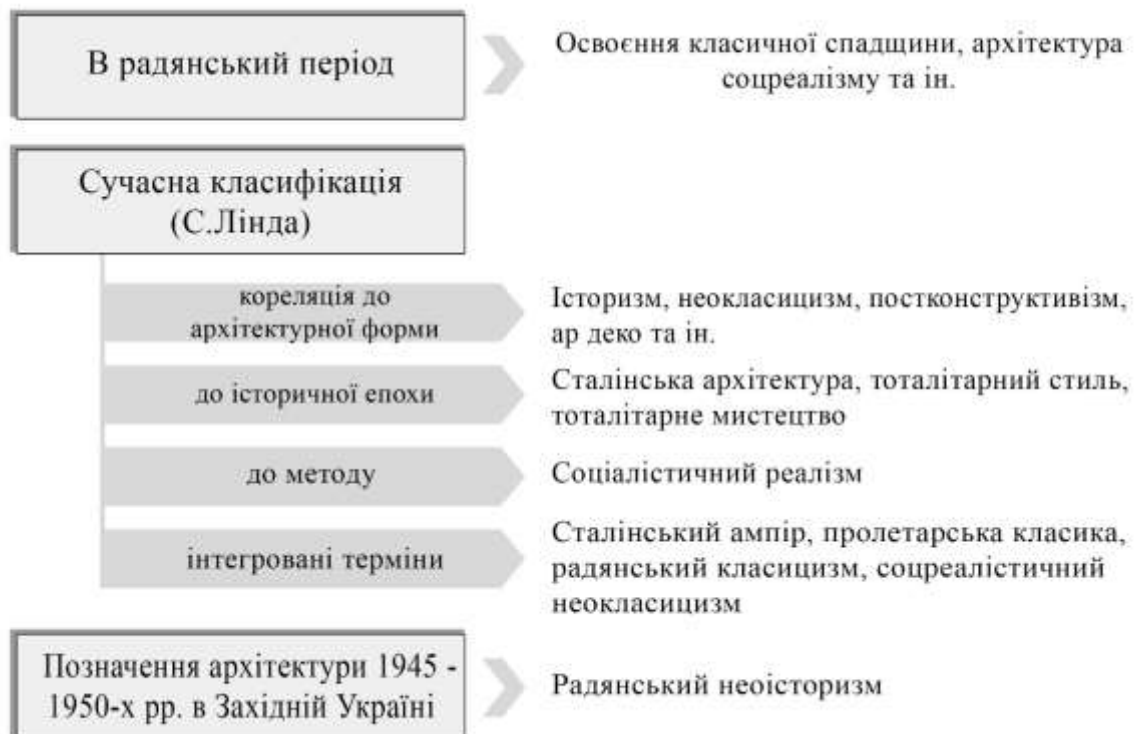 В радянський період
Освоєння класичної спадщини, архітектура
соцреалізму та ін.
Сучасна класифікація
(С.Лінда)
кореляція до
архітектурної форми
Історизм, неокласицизм, постконструктивізм,
ар деко та ін.
до історичної епохи
Сталінська архітектура, тоталітарний стиль,
тоталітарне мистецтво
до методу
Соціалістичний реалізм
інтегровані терміни
Сталінський ампір, пролетарська класика,
радянський класицизм, соцреалістичний
неокласицизм
Позначення архітектури 1945 -
1950-х рр. в Західній Україні
Радянський неоісторизм